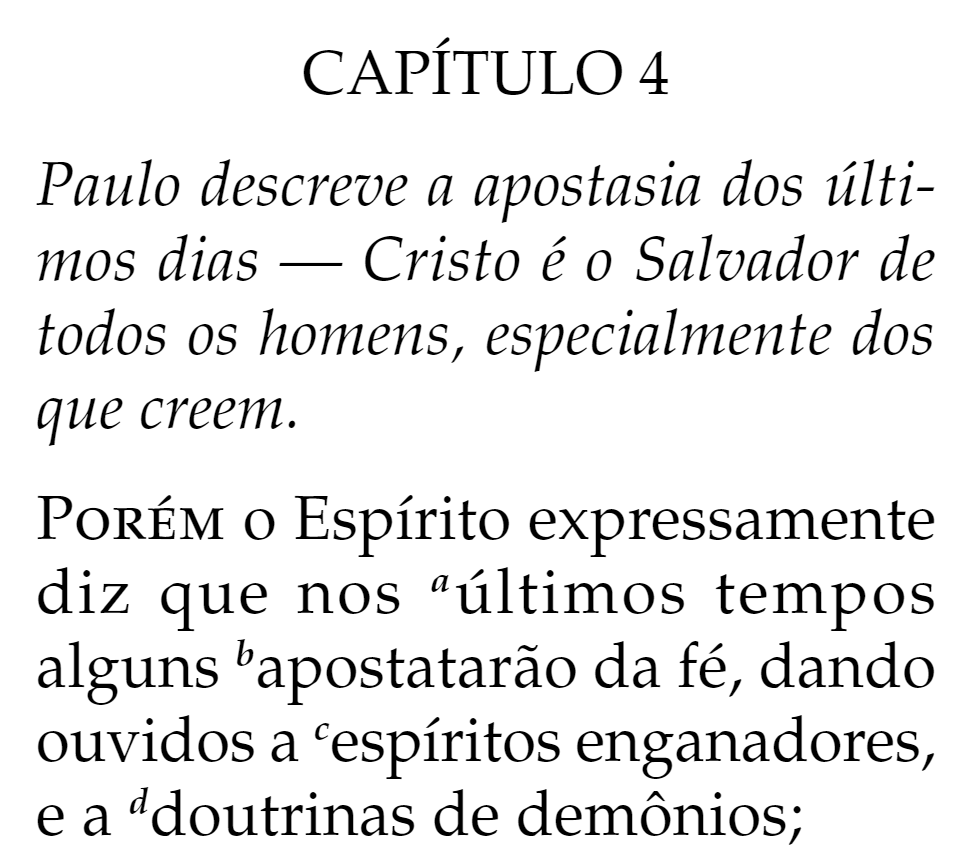 CAPÍTULO 4
Paulo descreve a apostasia dos últi-
mos dias — Cristo é o Salvador de
todos os homens, especialmente dos
que creem.
PORÉM o Espírito expressamente
diz que nos aúltimos tempos
alguns bapostatarão da fé, dando
ouvidos a cespíritos enganadores,
e a ddoutrinas de demônios;